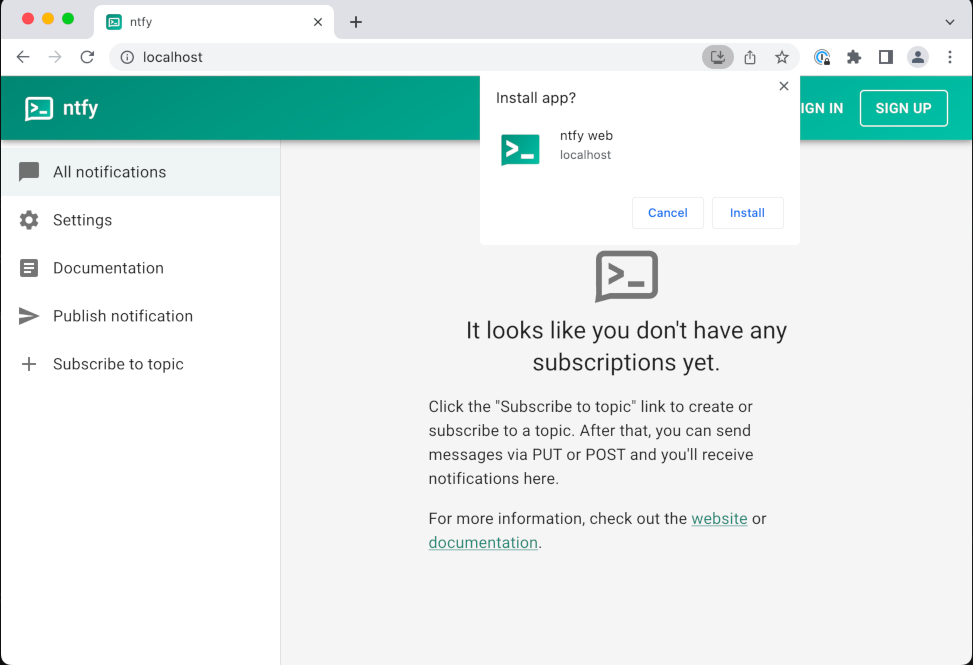 ntfy
localhost
ntfy
IGN IN
SIGN UP
Install app?
ntfy web
localhost
Cancel
Install
All notifications
Settings
Documentation
Publish notification
Subscribe to topic
It looks like you don't have any
subscriptions yet.
Click the "Subscribe to topic" link to create or
subscribe to a topic. After that, you can send
messages via PUT or POST and you'll receive
notifications here.
For more information, check out the website or
documentation.